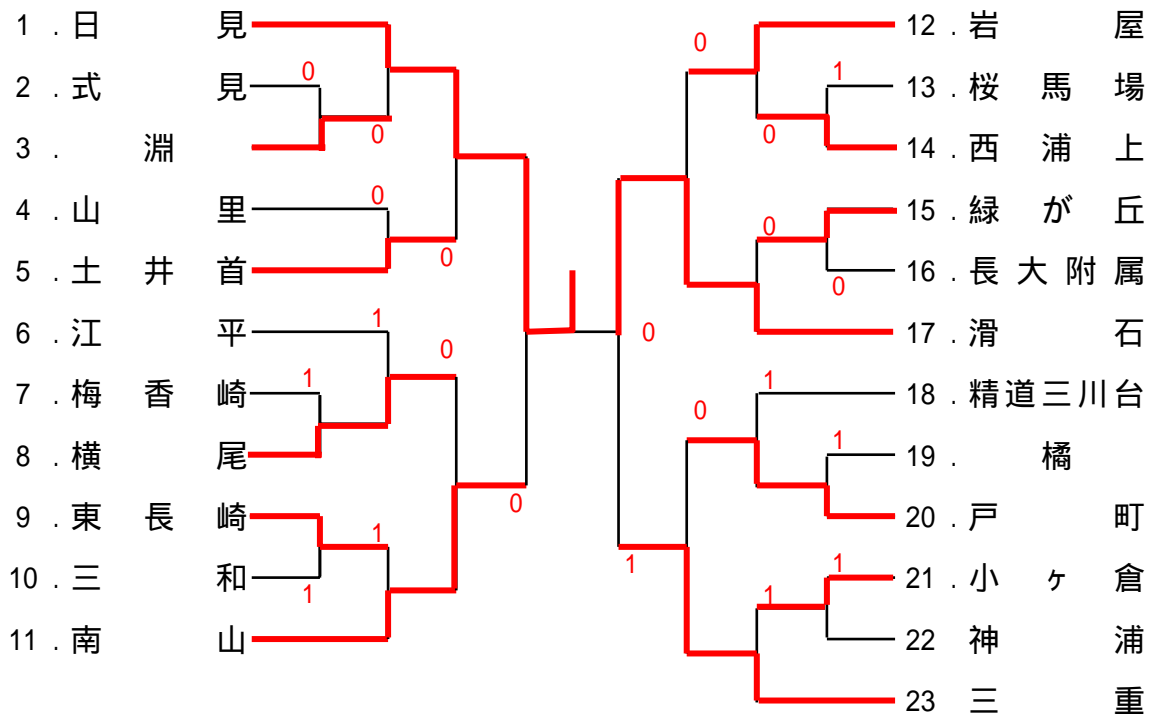 1 . 日見
2 . 式見
3 . 淵
4 . 山里
5 . 土井首
6 . 江平
7 . 梅香崎
8 . 横尾
9 . 東長崎
10 . 三和
11 . 南山
0
0
0
0
1
0
1
1
1
0
0
1
0
0
0
0
1
0
1
1
1
1
12 . 岩屋
13 . 桜馬場
14 . 西浦上
15 . 緑が丘
16 . 長大附属
17 . 滑石
18 . 精道三川台
19 . 橘
20 . 戸町
21 . 小ヶ倉
22 神浦
23 三重